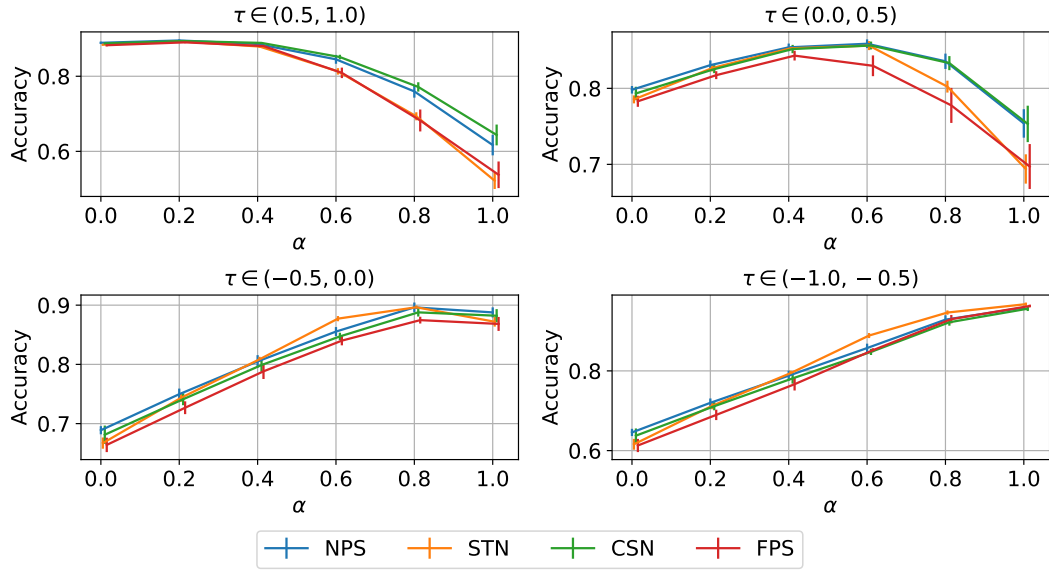 τ ∈ (0.5, 1.0)
Accuracy
0.8
0.6
0.0 0.2 0.4 0.6 0.8 1.0
α
τ ∈ (0.0, 0.5)
Accuracy
0.8
0.7
0.0 0.2 0.4 0.6 0.8 1.0
α
τ ∈ (−0.5, 0.0)
Accuracy
0.9
0.8
0.7
0.0 0.2 0.4 0.6 0.8 1.0
α
τ ∈ (−1.0, −0.5)
Accuracy
0.8
0.6
0.0 0.2 0.4 0.6 0.8 1.0
α
NPS STN CSN FPS